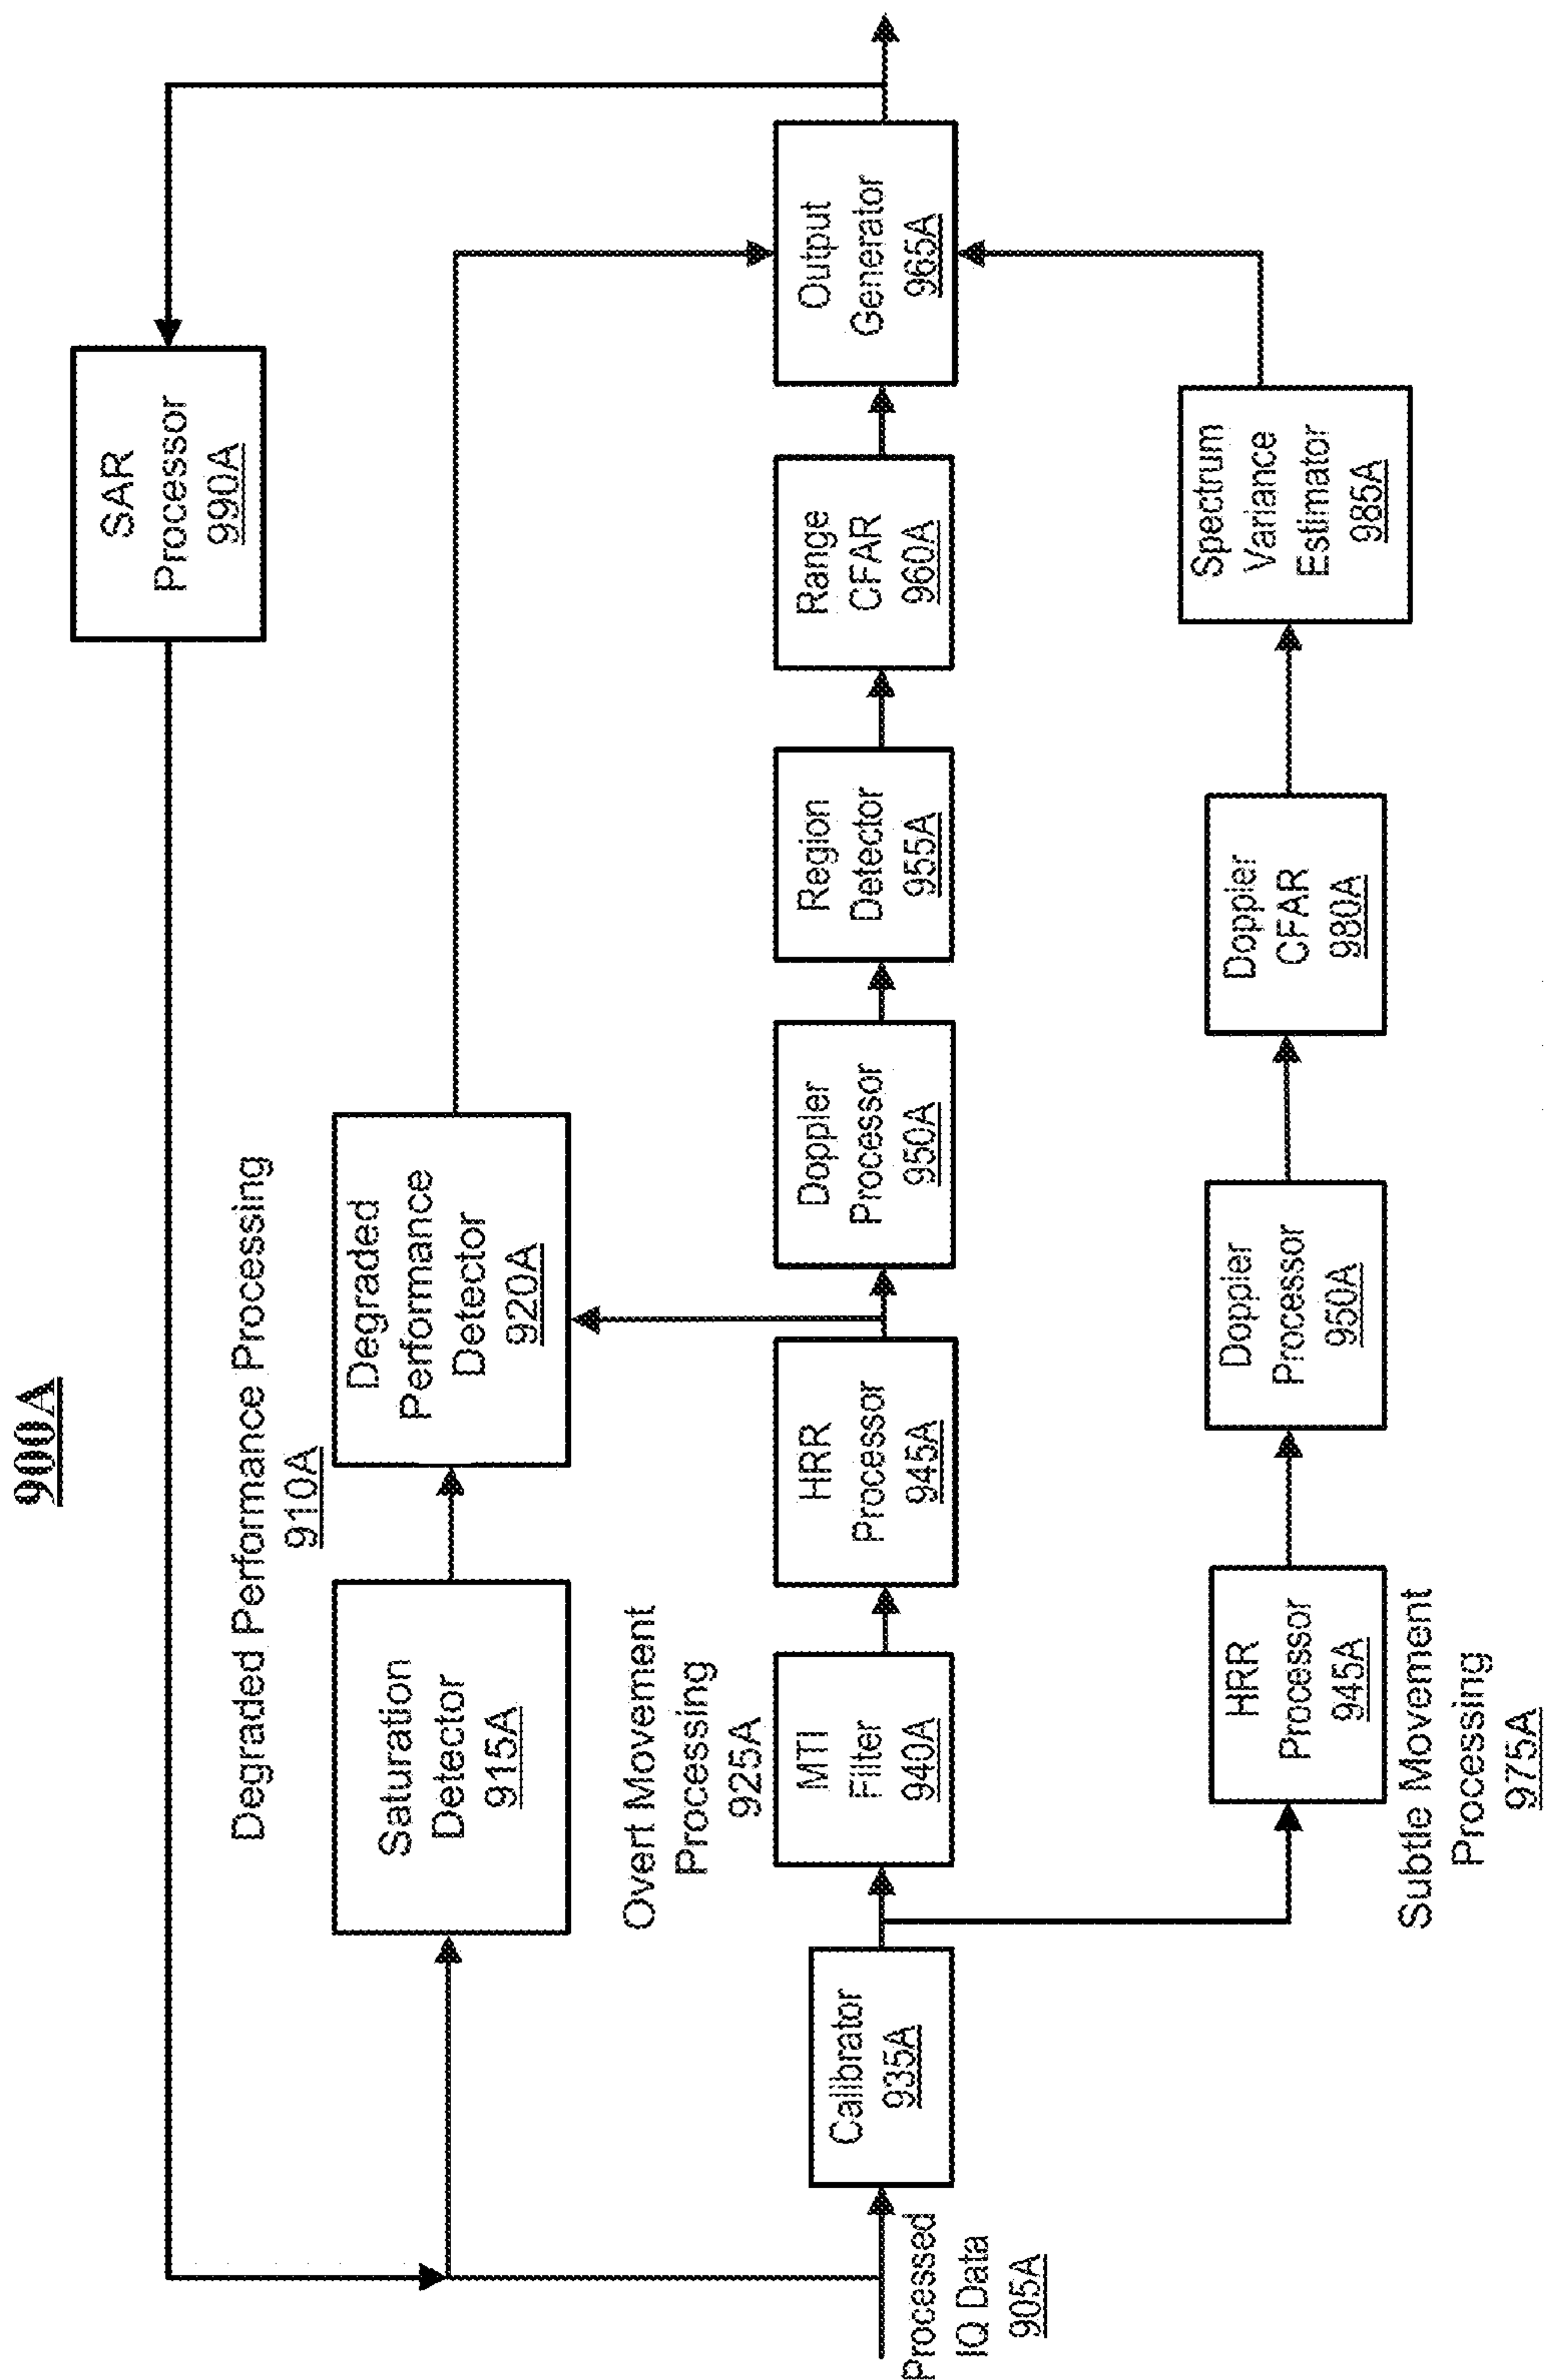 900A
SAR
Processor
990A
Degraded Performance Processing
910A
Saturation
Detector
915A
Degraded
Performance
Detector
920A
Overt Movement
Processing
925A
Processed
IQ Data
905A
Calibrator
935A
MTI
Filter
940A
HRR
Processor
945A
Doppler
Processor
950A
Region
Detector
955A
Range
CFAR
960A
Output
Generator
965A
HRR
Processor
945A
Doppler
Processor
950A
Doppler
CFAR
980A
Spectrum
Variance
Estimator
985A
Subtle Movement
Processing
975A